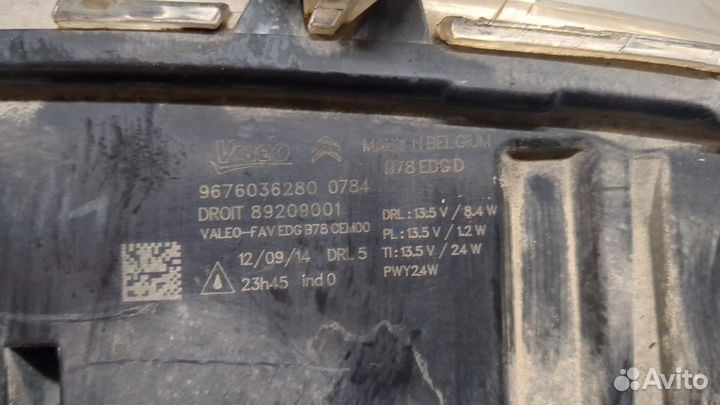 Valeo
MADE IN BELGIUM
B78 EDG D
9676036280 0784
DROIT 89209001
VALEO-FAV EDG B78 CEM00
12/09/14 DRL 5
23h45 ind 0
DRL : 13.5 V / 8.4 W
PL : 13.5 V / 1.2 W
TI : 13.5 V / 24 W
PWY24W
Avito